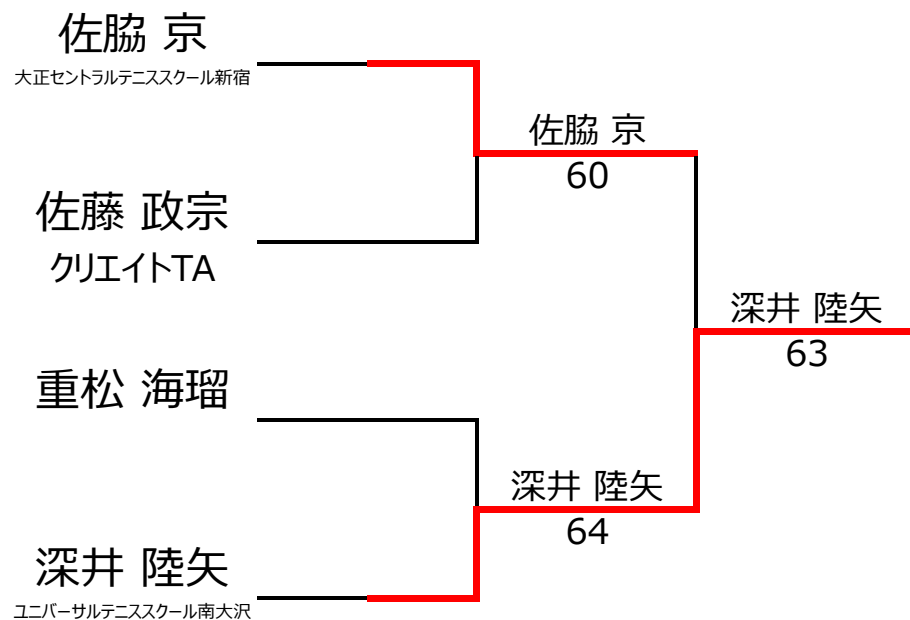 佐脇 京
大正セントラルテニススクール新宿
佐脇 京
60
佐藤 政宗
クリエイトTA
深井 陸矢
63
重松 海瑠
深井 陸矢
64
深井 陸矢
ユニバーサルテニススクール南大沢